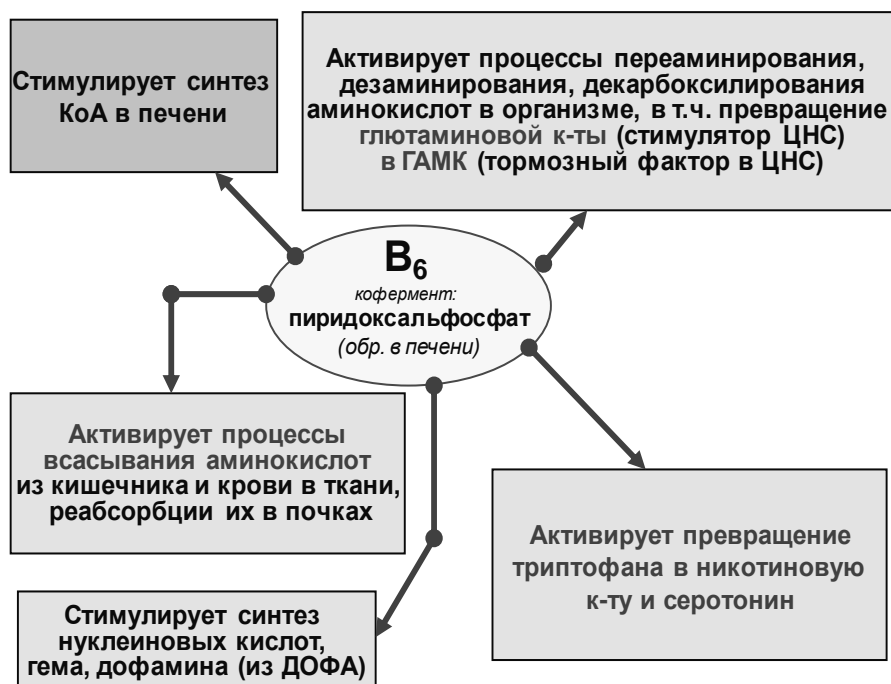 Стимулирует синтез
КоА в печени
Активирует процессы переаминирования,
дезаминирования, декарбоксилирования
аминокислот в организме, в т.ч. превращение
глютаминовой к-ты (стимулятор ЦНС)
в ГАМК (тормозный фактор в ЦНС)
В6
кофермент:
пиридоксальфосфат
(обр. в печени)
Активирует процессы
всасывания аминокислот
из кишечника и крови в ткани,
реабсорбции их в почках
Активирует превращение
триптофана в никотиновую
к-ту и серотонин
Стимулирует синтез
нуклеиновых кислот,
гема, дофамина (из ДОФА)